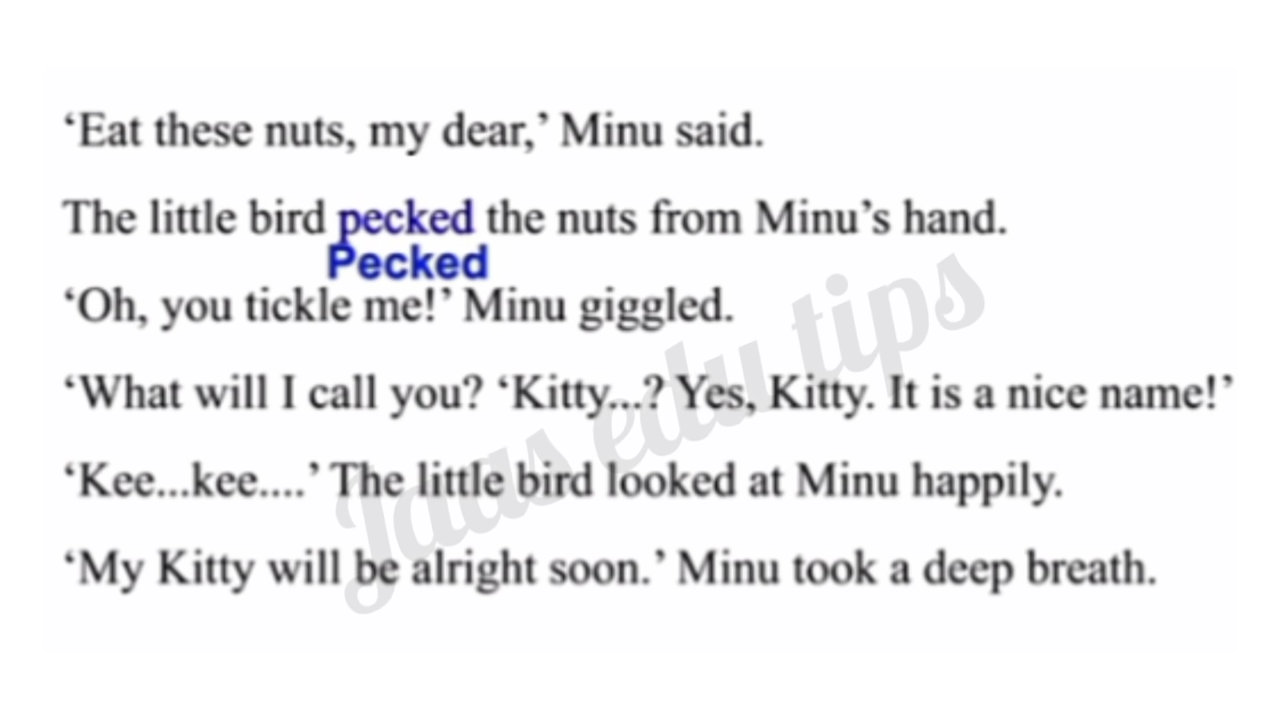 ‘Eat these nuts, my dear,’ Minu said.
The little bird pecked the nuts from Minu’s hand.
Pecked
‘Oh, you tickle me!’ Minu giggled.
‘What will I call you? ‘Kitty...? Yes, Kitty. It is a nice name!’
‘Kee...kee....’ The little bird looked at Minu happily.
‘My Kitty will be alright soon.’ Minu took a deep breath.
Jaas edu tips